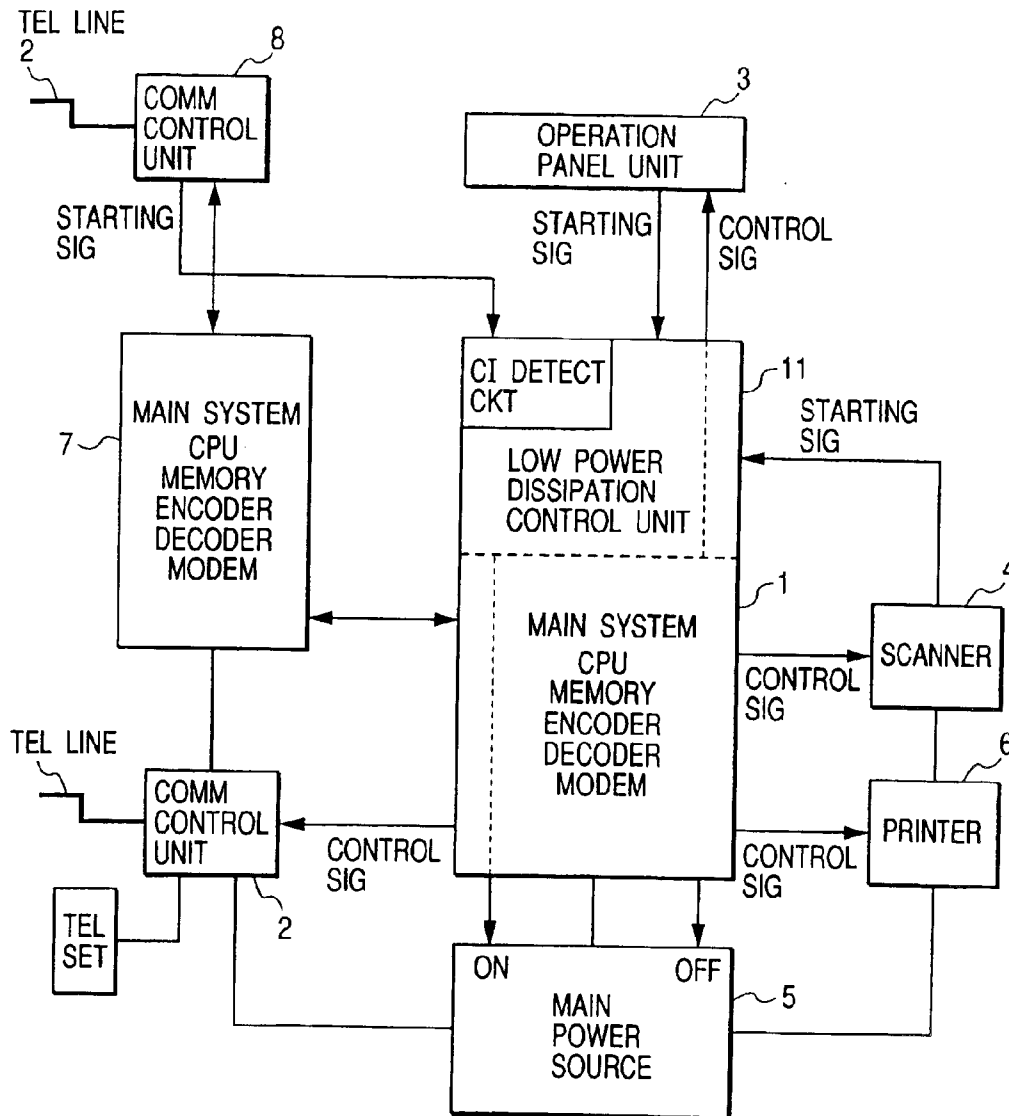 TEL LINE
2
8
COMM
CONTROL
UNIT
3
OPERATION
PANEL UNIT
STARTING
SIG
STARTING
SIG
CONTROL
SIG
CI DETECT
CKT
11
LOW POWER
DISSIPATION
CONTROL UNIT
STARTING
SIG
7
MAIN SYSTEM
CPU
MEMORY
ENCODER
DECODER
MODEM
1
MAIN SYSTEM
CPU
MEMORY
ENCODER
DECODER
MODEM
4
SCANNER
CONTROL
SIG
6
PRINTER
CONTROL
SIG
TEL LINE
COMM
CONTROL
UNIT
2
CONTROL
SIG
TEL
SET
ON
OFF
5
MAIN
POWER
SOURCE